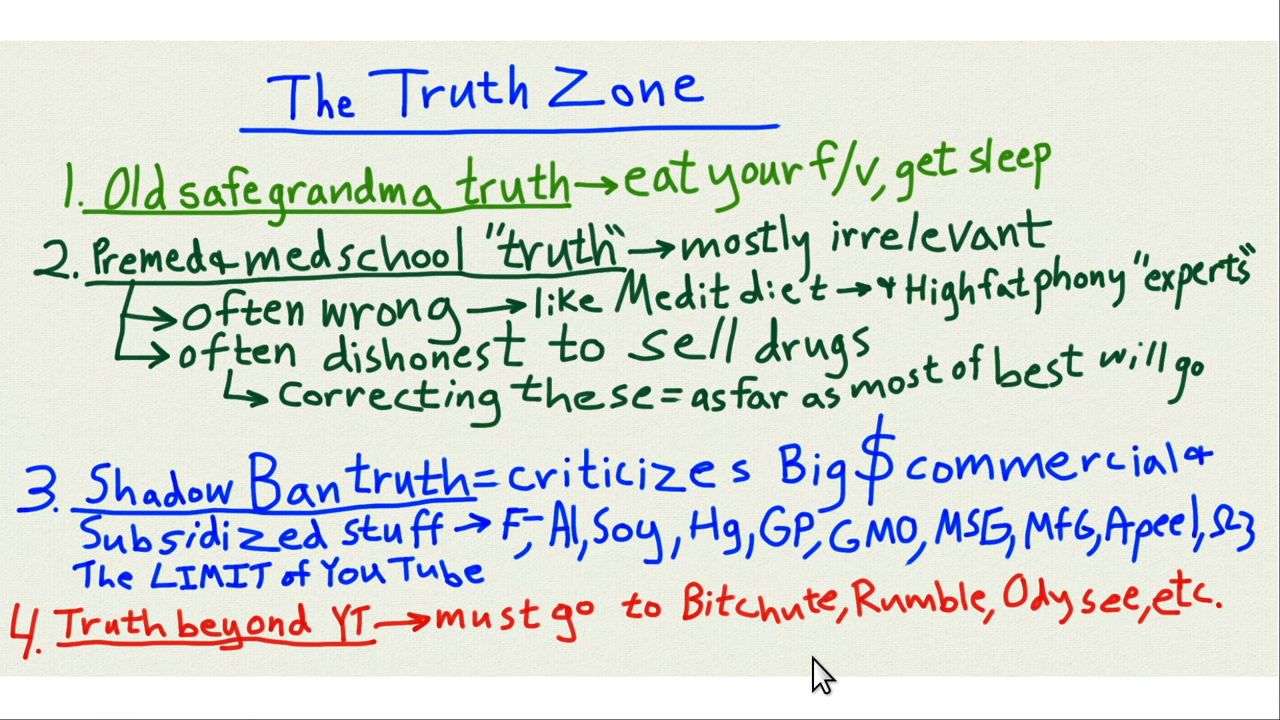 The Truth Zone
1. Old safe grandma truth → eat your f/v, get sleep
2. Premed & med school "truth" → mostly irrelevant
↳ often wrong → like Medit diet → & High fat phony "experts"
↳ often dishonest to sell drugs
↳ Correcting these = as far as most of best will go
3. Shadow Ban truth = criticizes Big $ commercial &
Subsidized stuff → F⁻, Al, Soy, Hg, GP, GMO, MSG, MfG, Apeel, Ω3
The LIMIT of YouTube
4. Truth beyond YT → must go to Bitchute, Rumble, Odysee, etc.